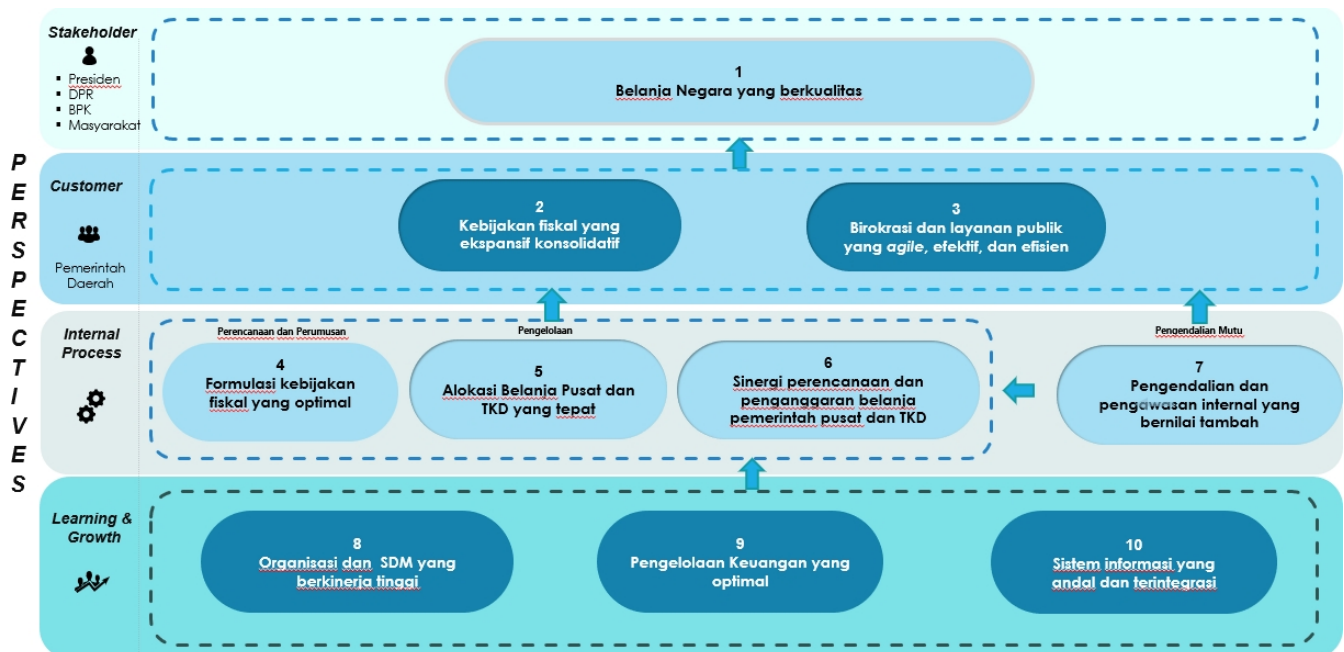 PERSPECTIVES
Stakeholder
▪ Presiden
▪ DPR
▪ BPK
▪ Masyarakat
1
Belanja Negara yang berkualitas
Customer
Pemerintah
Daerah
2
Kebijakan fiskal yang
ekspansif konsolidatif
3
Birokrasi dan layanan publik
yang agile, efektif, dan efisien
Internal
Process
Perencanaan dan Perumusan
4
Formulasi kebijakan
fiskal yang optimal
Pengelolaan
5
Alokasi Belanja Pusat dan
TKD yang tepat
6
Sinergi perencanaan dan
penganggaran belanja
pemerintah pusat dan TKD
Pengendalian Mutu
7
Pengendalian dan
pengawasan internal yang
bernilai tambah
Learning &
Growth
8
Organisasi dan SDM yang
berkinerja tinggi
9
Pengelolaan Keuangan yang
optimal
10
Sistem informasi yang
andal dan terintegrasi